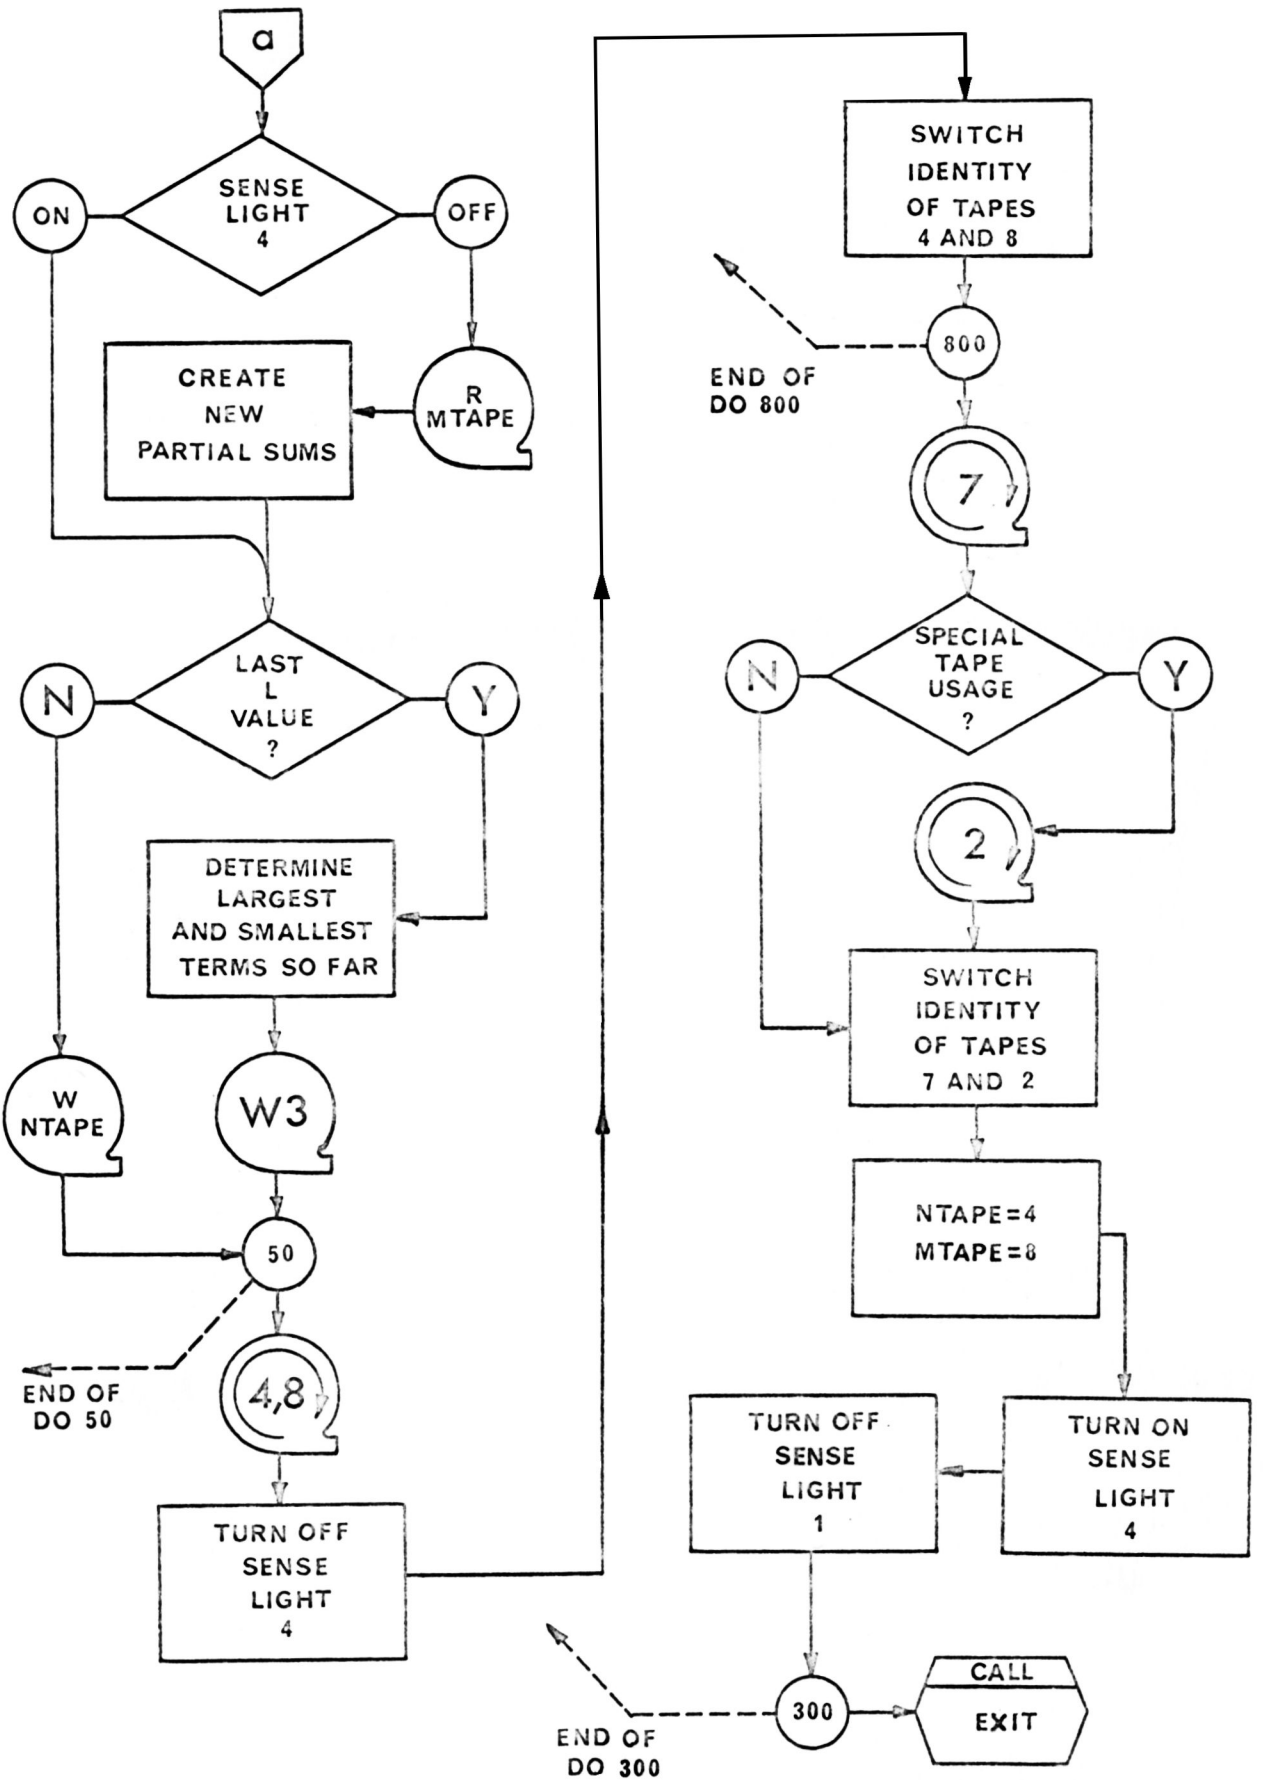 a
SENSE
LIGHT
4
ON
OFF
R
MTAPE
CREATE
NEW
PARTIAL SUMS
LAST
L
VALUE
?
N
Y
DETERMINE
LARGEST
AND SMALLEST
TERMS SO FAR
W
NTAPE
W3
50
END OF
DO 50
4,8
TURN OFF
SENSE
LIGHT
4
SWITCH
IDENTITY
OF TAPES
4 AND 8
800
END OF
DO 800
7
SPECIAL
TAPE
USAGE
?
N
Y
2
SWITCH
IDENTITY
OF TAPES
7 AND 2
NTAPE=4
MTAPE=8
TURN ON
SENSE
LIGHT
4
TURN OFF
SENSE
LIGHT
1
300
END OF
DO 300
CALL
EXIT